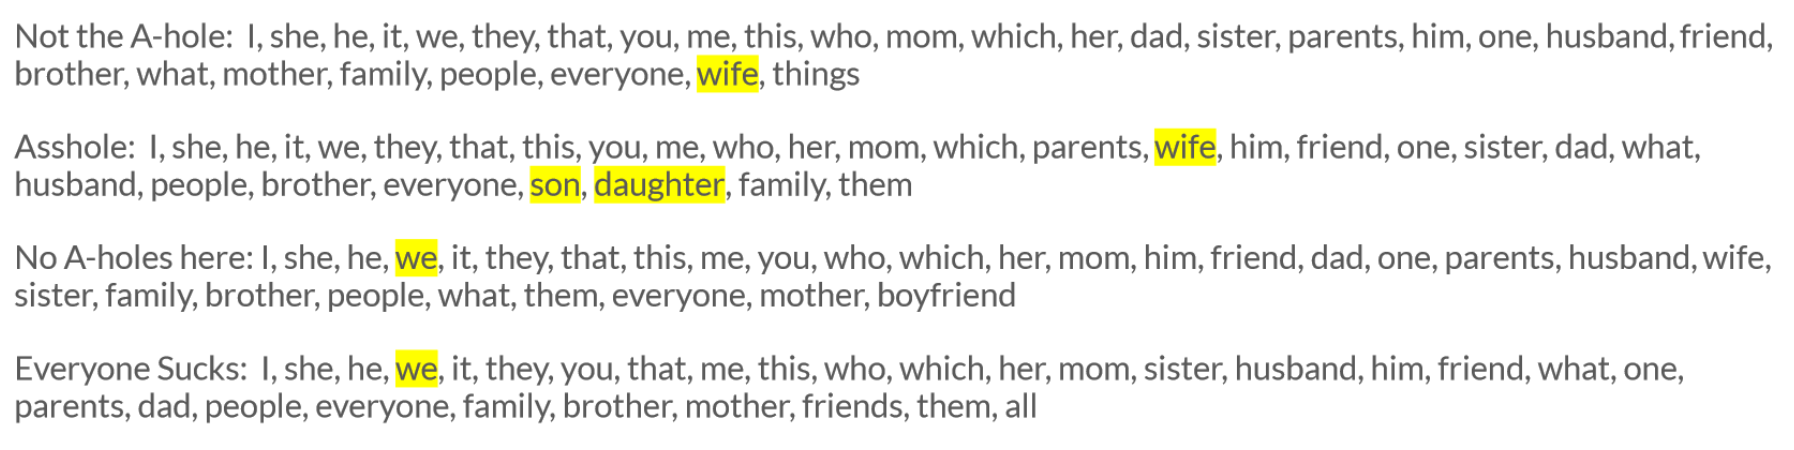 Not the A-hole:  I, she, he, it, we, they, that, you, me, this, who, mom, which, her, dad, sister, parents, him, one, husband, friend,
brother, what, mother, family, people, everyone, wife, things
Asshole:  I, she, he, it, we, they, that, this, you, me, who, her, mom, which, parents, wife, him, friend, one, sister, dad, what,
husband, people, brother, everyone, son, daughter, family, them
No A-holes here: I, she, he, we, it, they, that, this, me, you, who, which, her, mom, him, friend, dad, one, parents, husband, wife,
sister, family, brother, people, what, them, everyone, mother, boyfriend
Everyone Sucks:  I, she, he, we, it, they, you, that, me, this, who, which, her, mom, sister, husband, him, friend, what, one,
parents, dad, people, everyone, family, brother, mother, friends, them, all